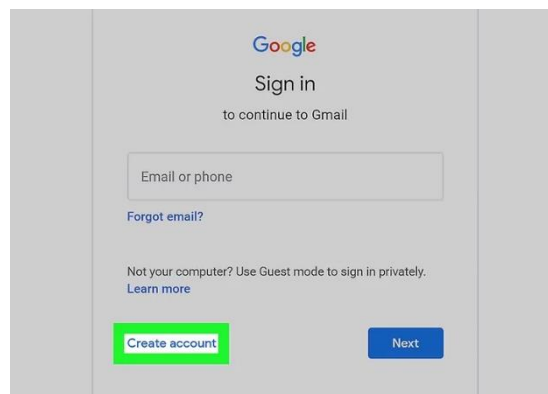 Google
Sign in
to continue to Gmail
Email or phone
Forgot email?
Not your computer? Use Guest mode to sign in privately.
Learn more
Create account
Next